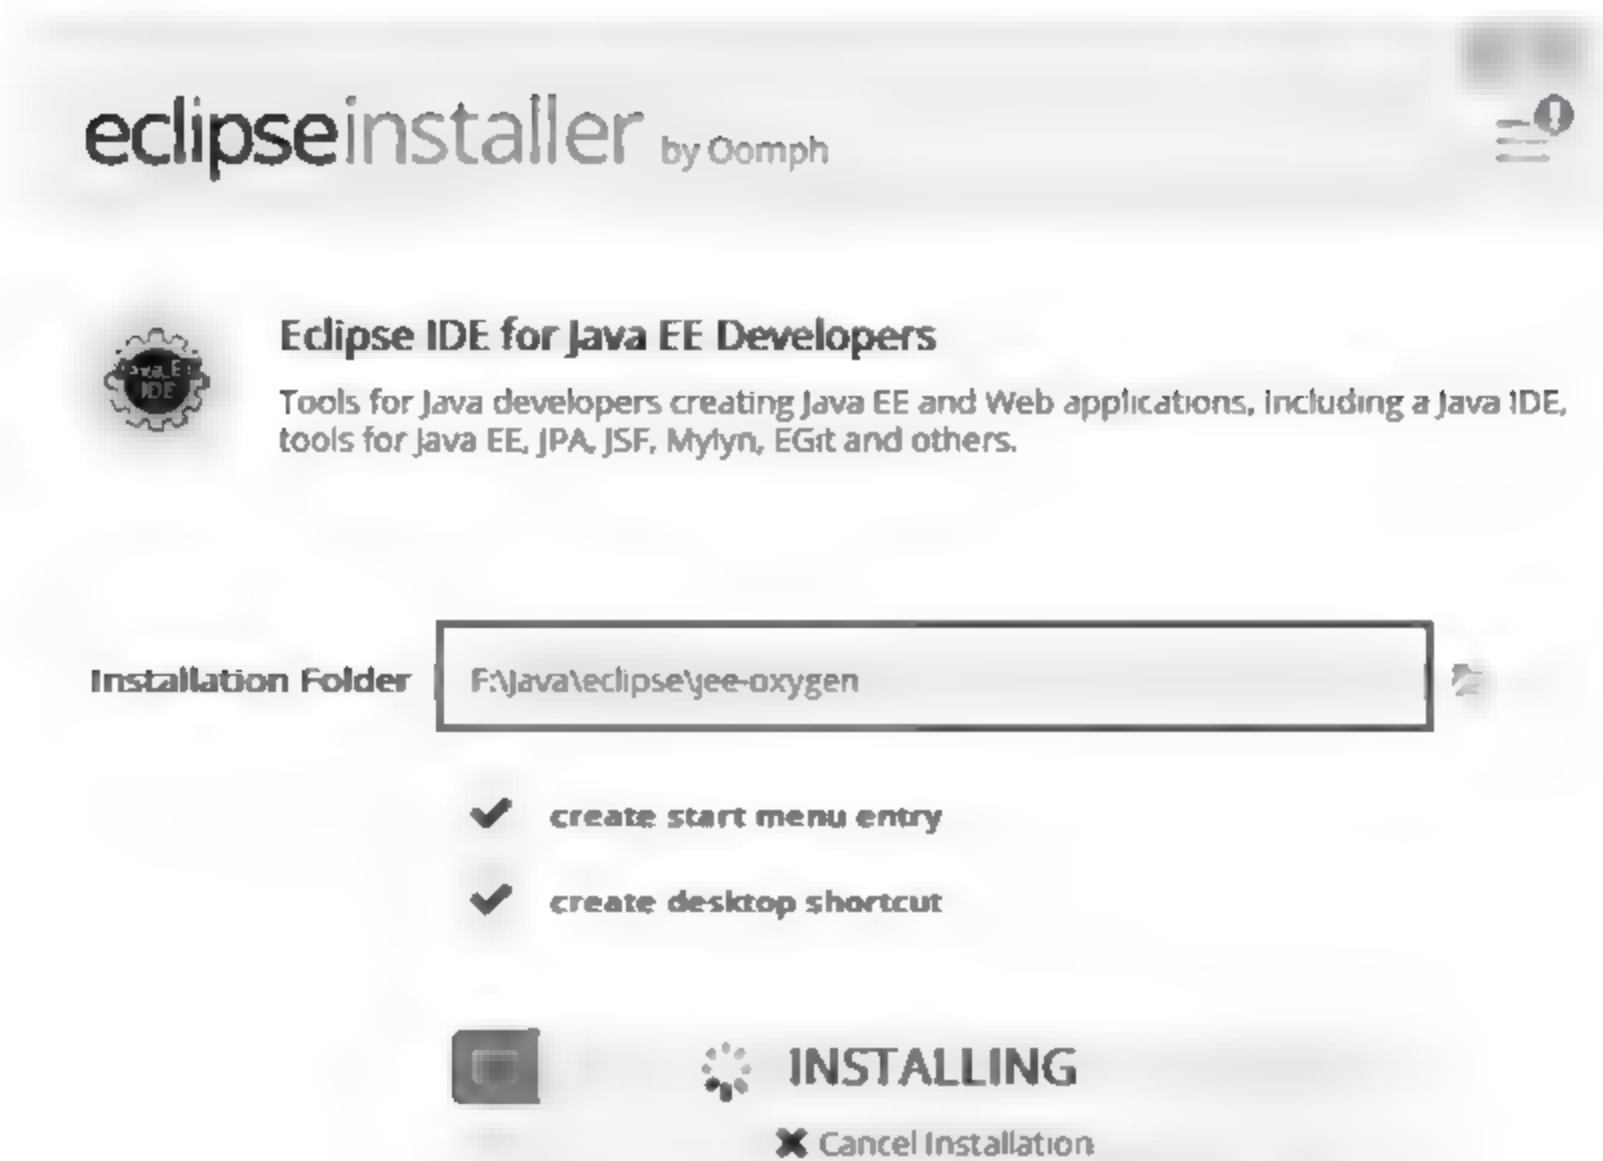 eclipseinstaller by Oomph
Eclipse IDE for Java EE Developers
Tools for Java developers creating Java EE and Web applications, including a Java IDE,
tools for Java EE, JPA, JSF, Mylyn, EGit and others.
Installation Folder F:\Java\eclipse\jee-oxygen
create start menu entry
create desktop shortcut
INSTALLING
Cancel Installation